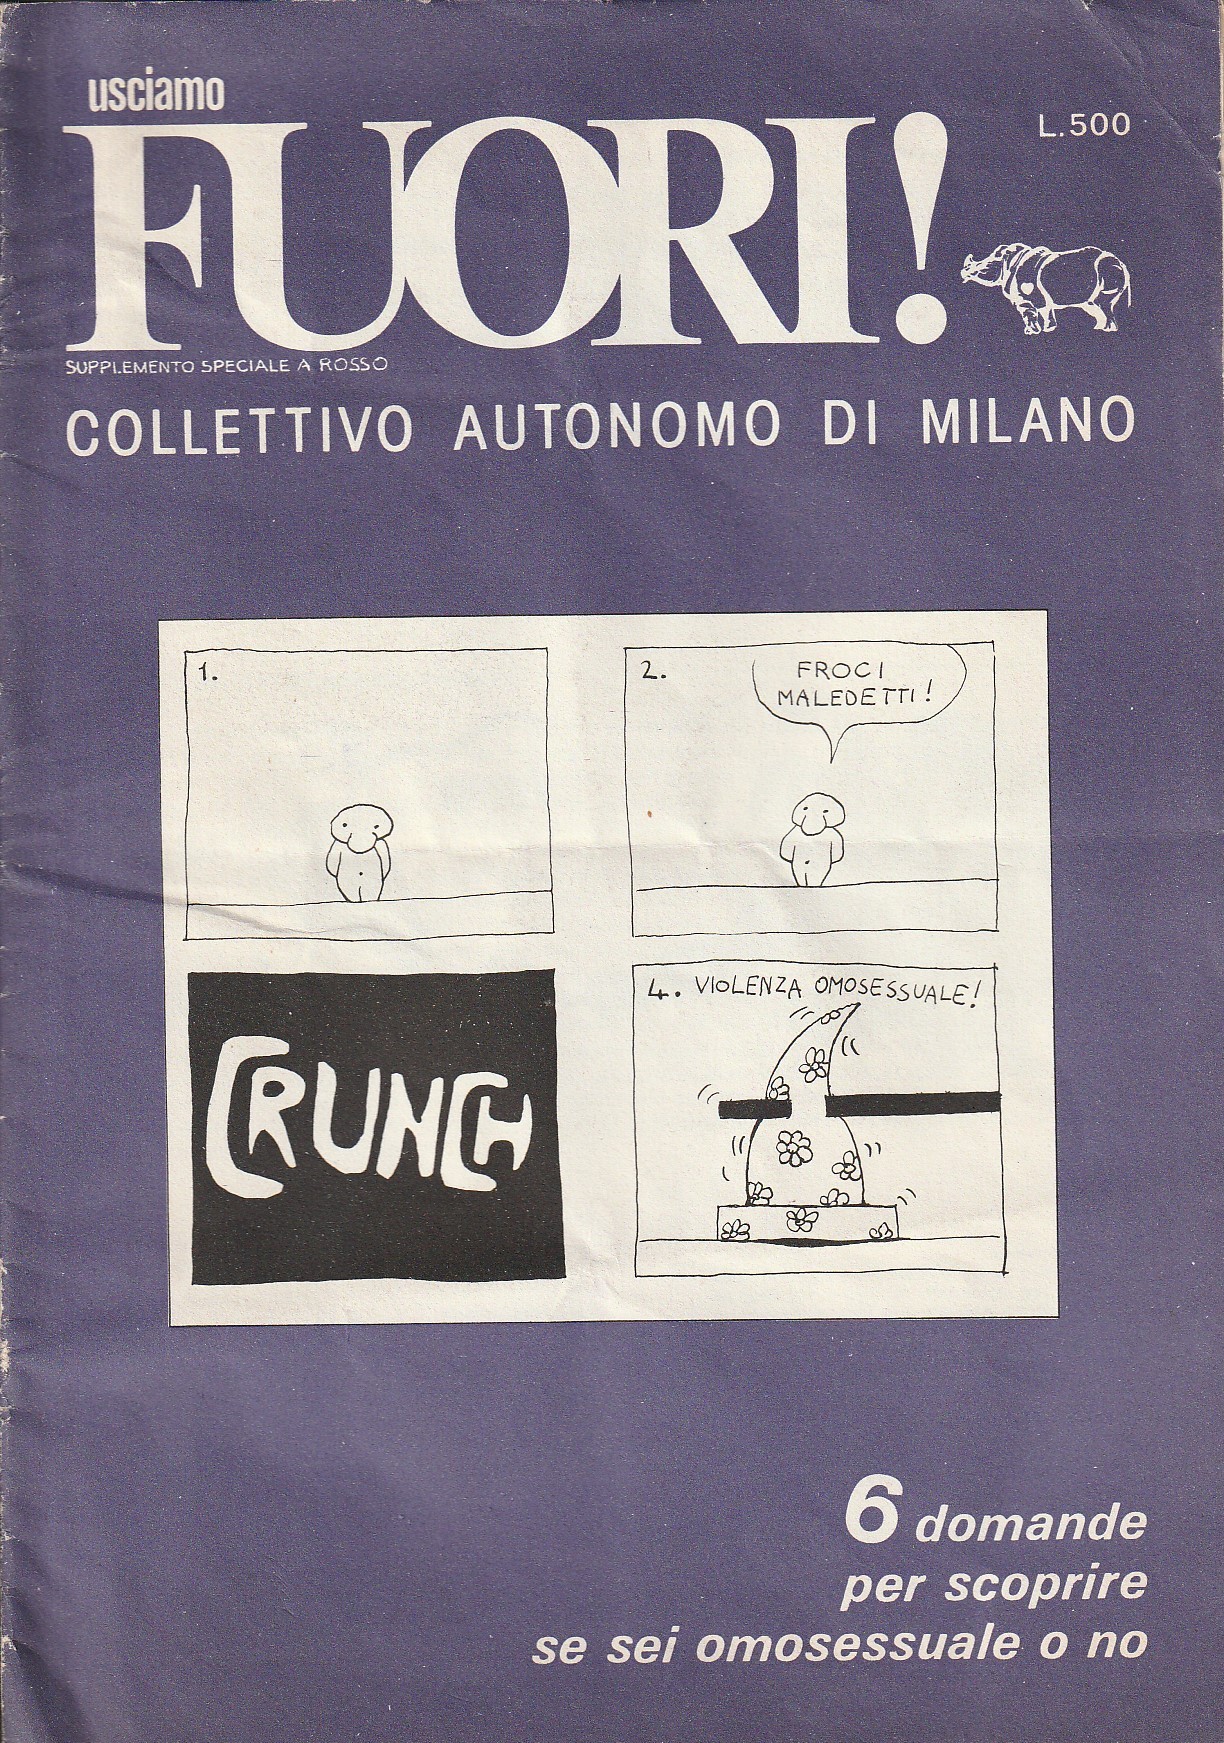 usciamo
FUORI!
L.500
SUPPLEMENTO SPECIALE A ROSSO
COLLETTIVO AUTONOMO DI MILANO
1.
2.
FROCI
MALEDETTI!
CRUNCH
4. VIOLENZA OMOSESSUALE!
6 domande
per scoprire
se sei omosessuale o no